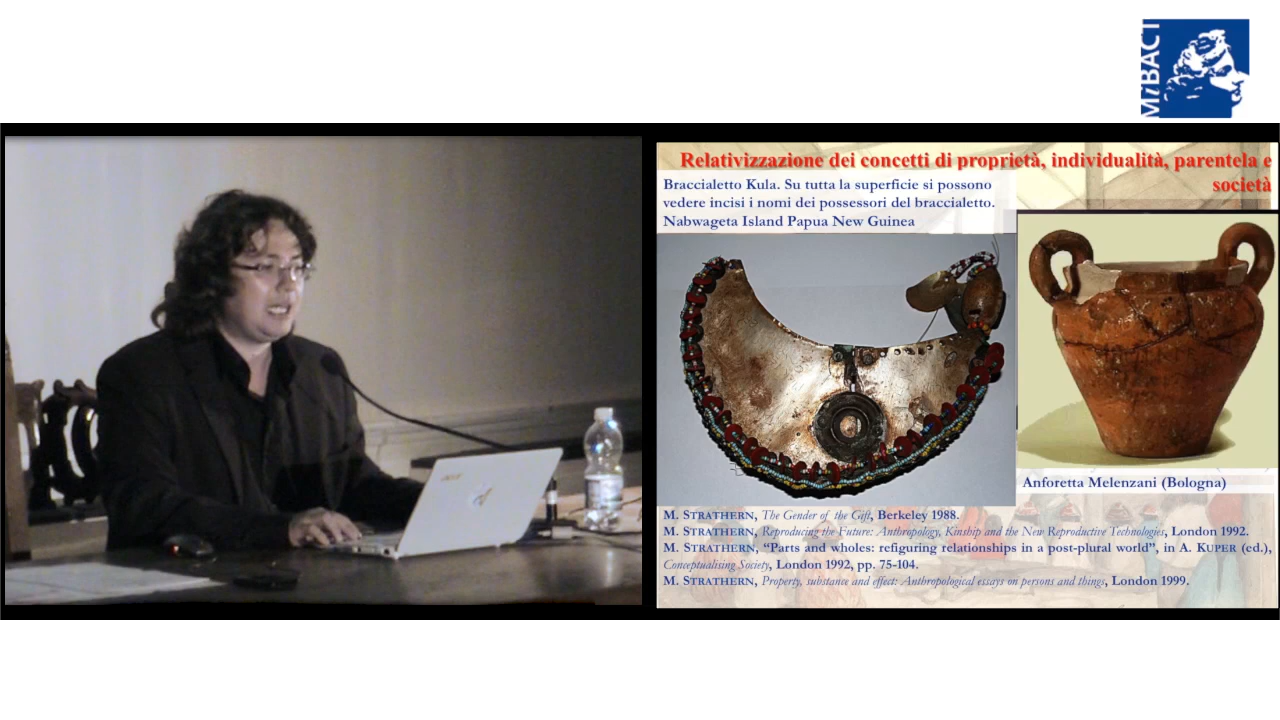 MiBACT
Relativizzazione dei concetti di proprietà, individualità, parentela e
società
Braccialetto Kula. Su tutta la superficie si possono
vedere incisi i nomi dei possessori del braccialetto.
Nabwageta Island Papua New Guinea
Anforetta Melenzani (Bologna)
M. STRATHERN, The Gender of the Gift, Berkeley 1988.
M. STRATHERN, Reproducing the Future: Anthropology, Kinship and the New Reproductive Technologies, London 1992.
M. STRATHERN, “Parts and wholes: refiguring relationships in a post-plural world”, in A. KUPER (ed.),
Conceptualising Society, London 1992, pp. 75-104.
M. STRATHERN, Property, substance and effect: Anthropological essays on persons and things, London 1999.
acer